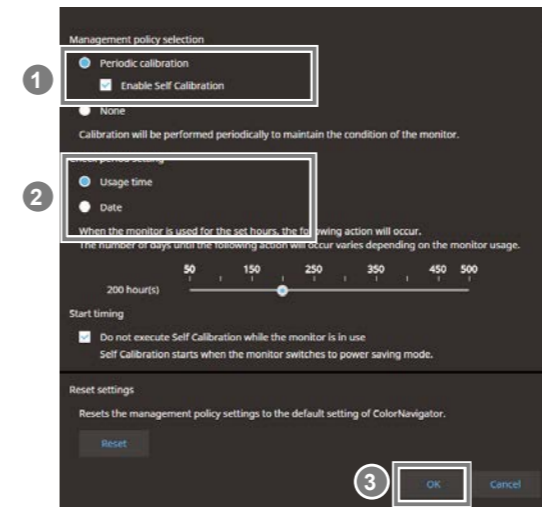 Management policy selection
1
Periodic calibration
Enable Self Calibration
None
Calibration will be performed periodically to maintain the condition of the monitor.
Check period setting
2
Usage time
Date
When the monitor is used for the set hours, the following action will occur.
The number of days until the following action will occur varies depending on the monitor usage.
50 150 250 350 450 500
200 hour(s)
Start timing
Do not execute Self Calibration while the monitor is in use
Self Calibration starts when the monitor switches to power saving mode.
Reset settings
Resets the management policy settings to the default setting of ColorNavigator.
Reset
3 OK Cancel